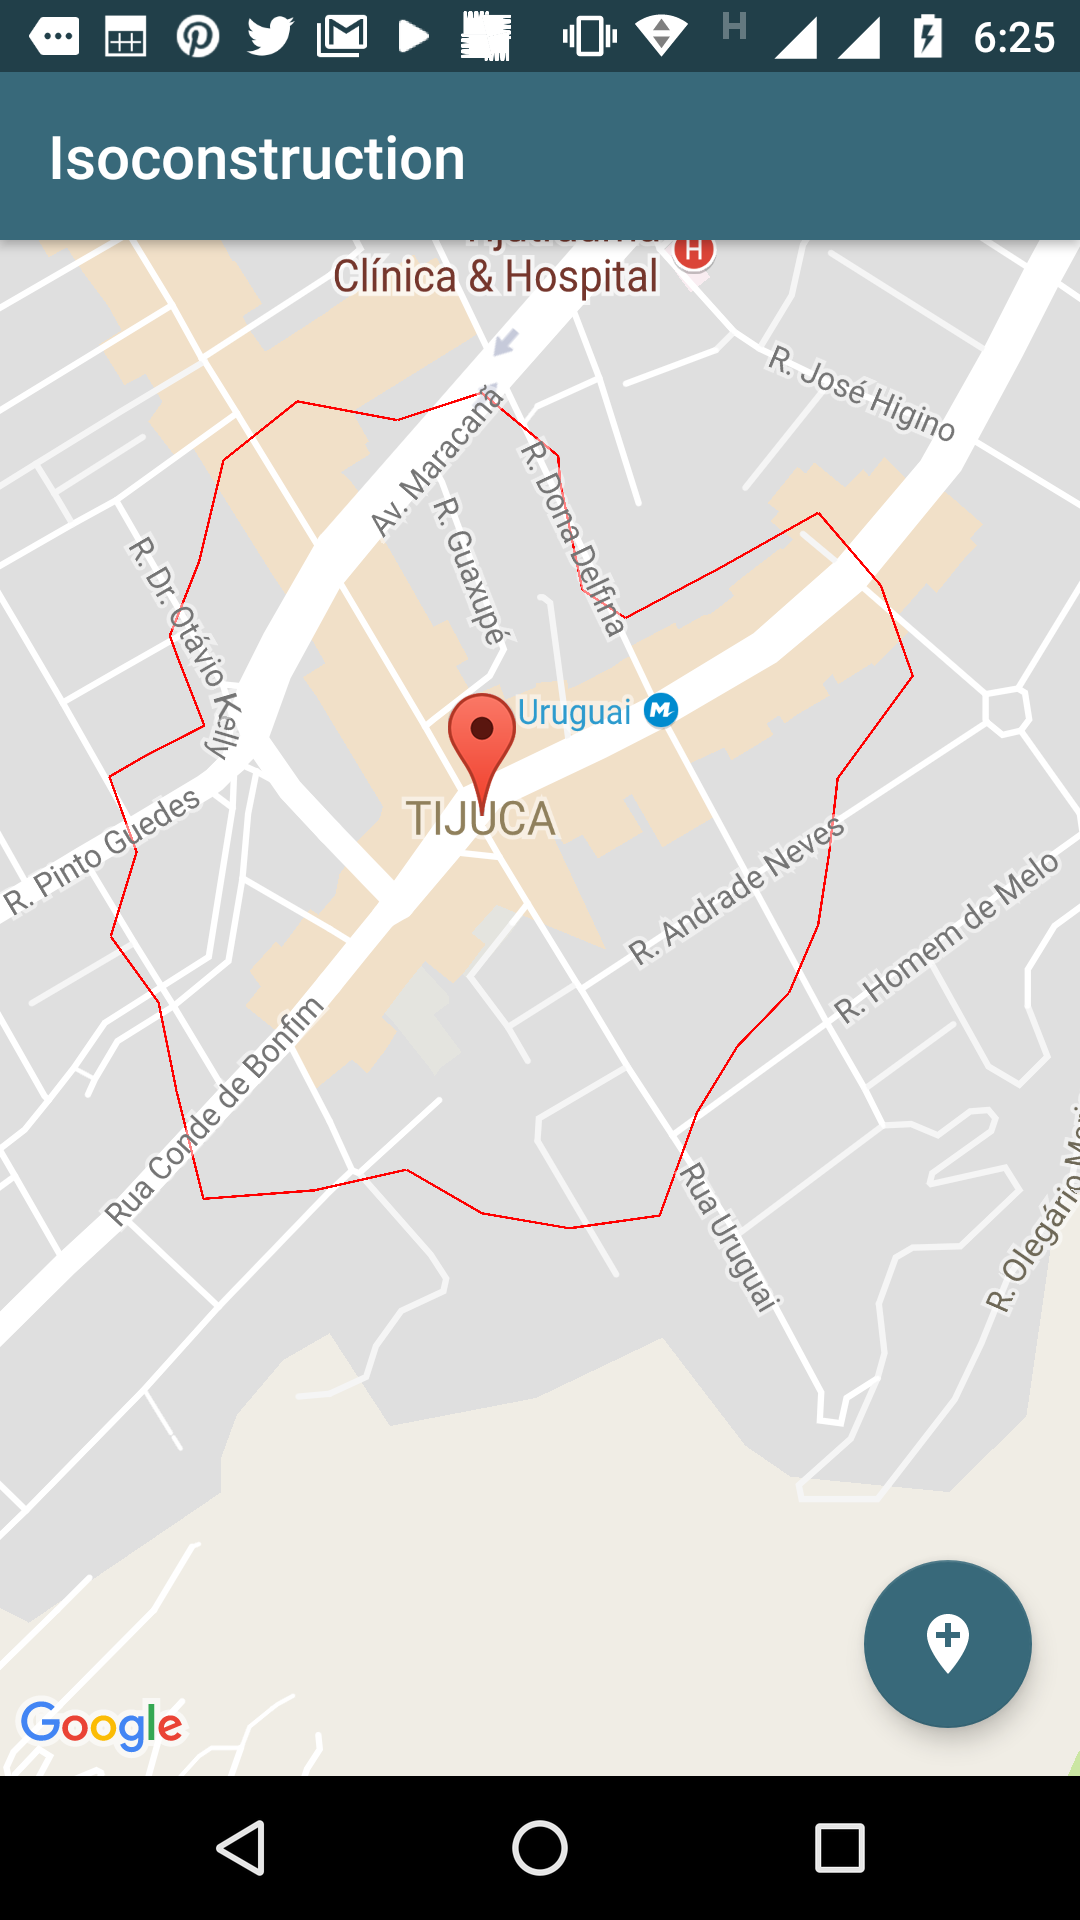 H
6:25
Isoconstruction
Clínica & Hospital
H
R. José Higino
Av. Maracanã
R. Dona Delfina
R. Guaxupé
R. Dr. Otávio Kelly
Uruguai
M
TIJUCA
R. Pinto Guedes
R. Andrade Neves
R. Homem de Melo
Rua Conde de Bonfim
Rua Uruguai
R. Olegário
Google